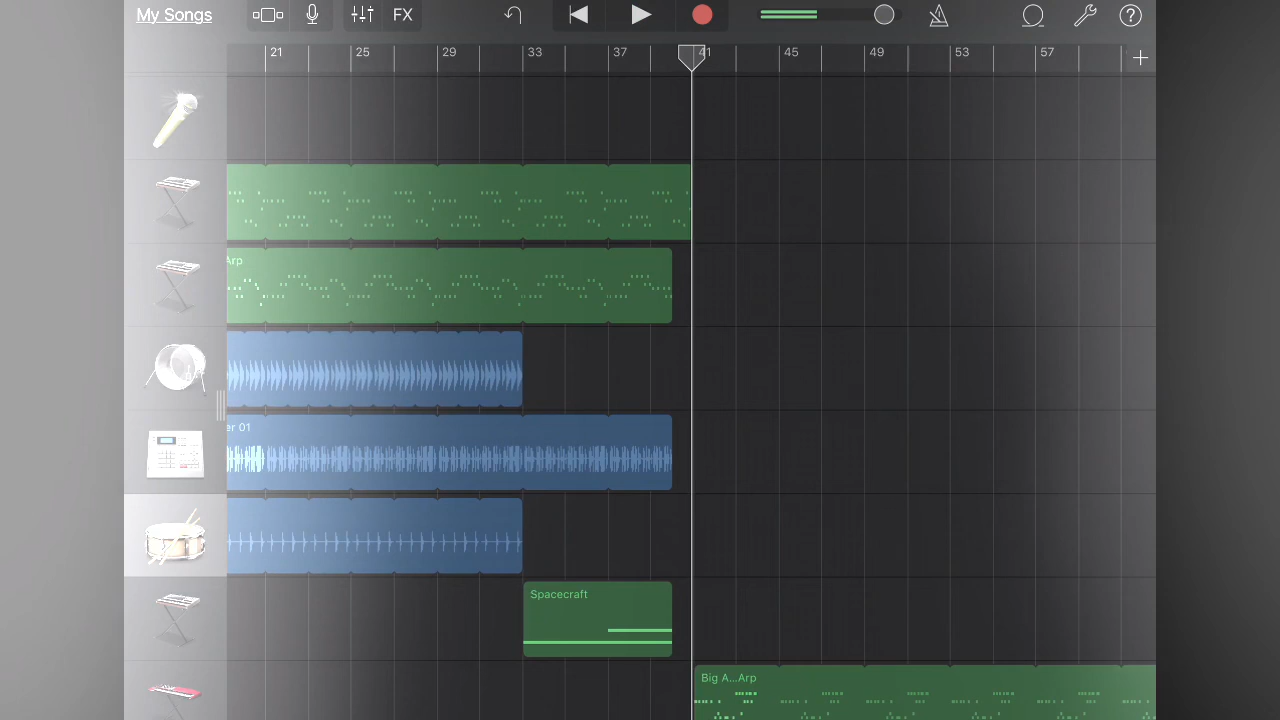 My Songs FX ?
21 25 29 33 37 41 45 49 53 57 +
Arp
er 01
Spacecraft
Big A...Arp